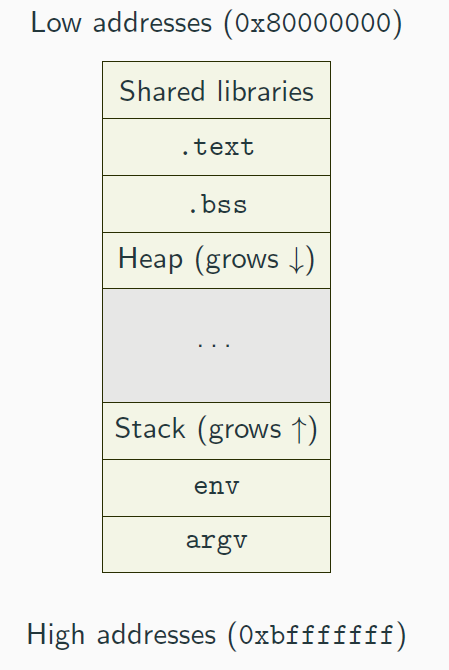 Low addresses (0x80000000)
Shared libraries
.text
.bss
Heap (grows ↓)
...
Stack (grows ↑)
env
argv
High addresses (0xbfffffff)